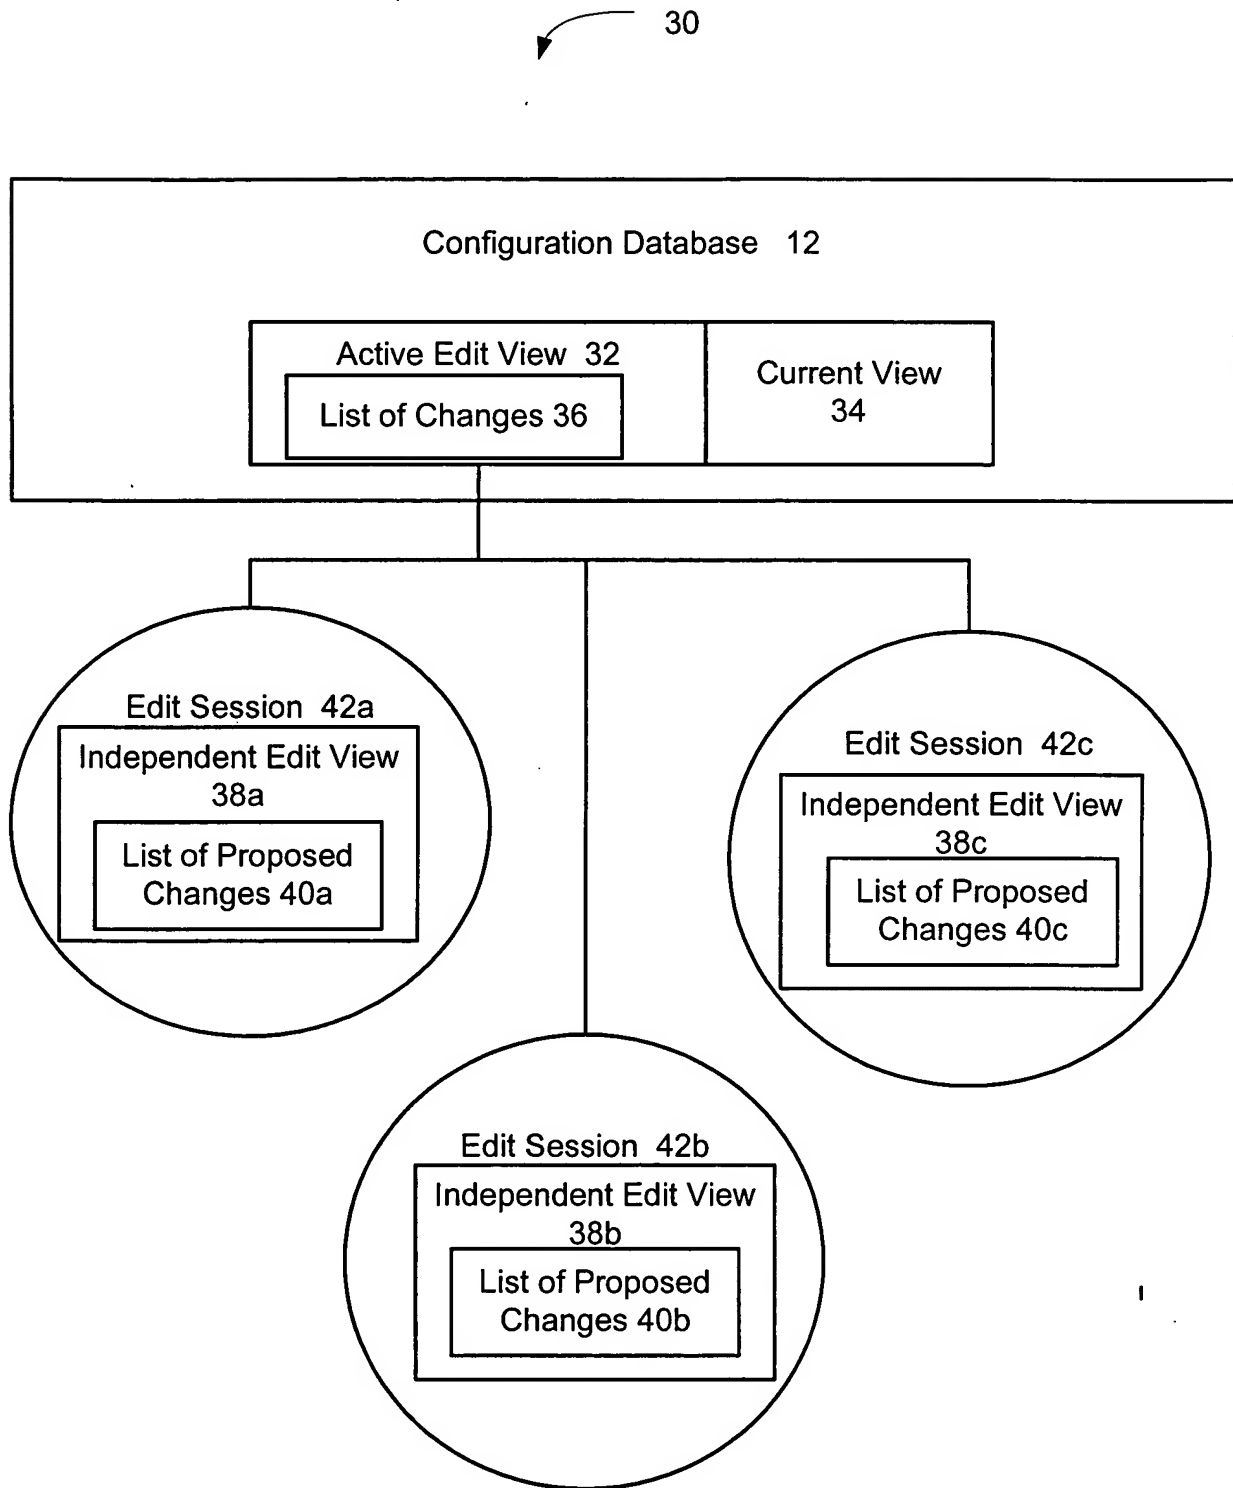 30
Configuration Database 12
Active Edit View 32
List of Changes 36
Current View
34
Edit Session 42a
Independent Edit View
38a
List of Proposed
Changes 40a
Edit Session 42c
Independent Edit View
38c
List of Proposed
Changes 40c
Edit Session 42b
Independent Edit View
38b
List of Proposed
Changes 40b